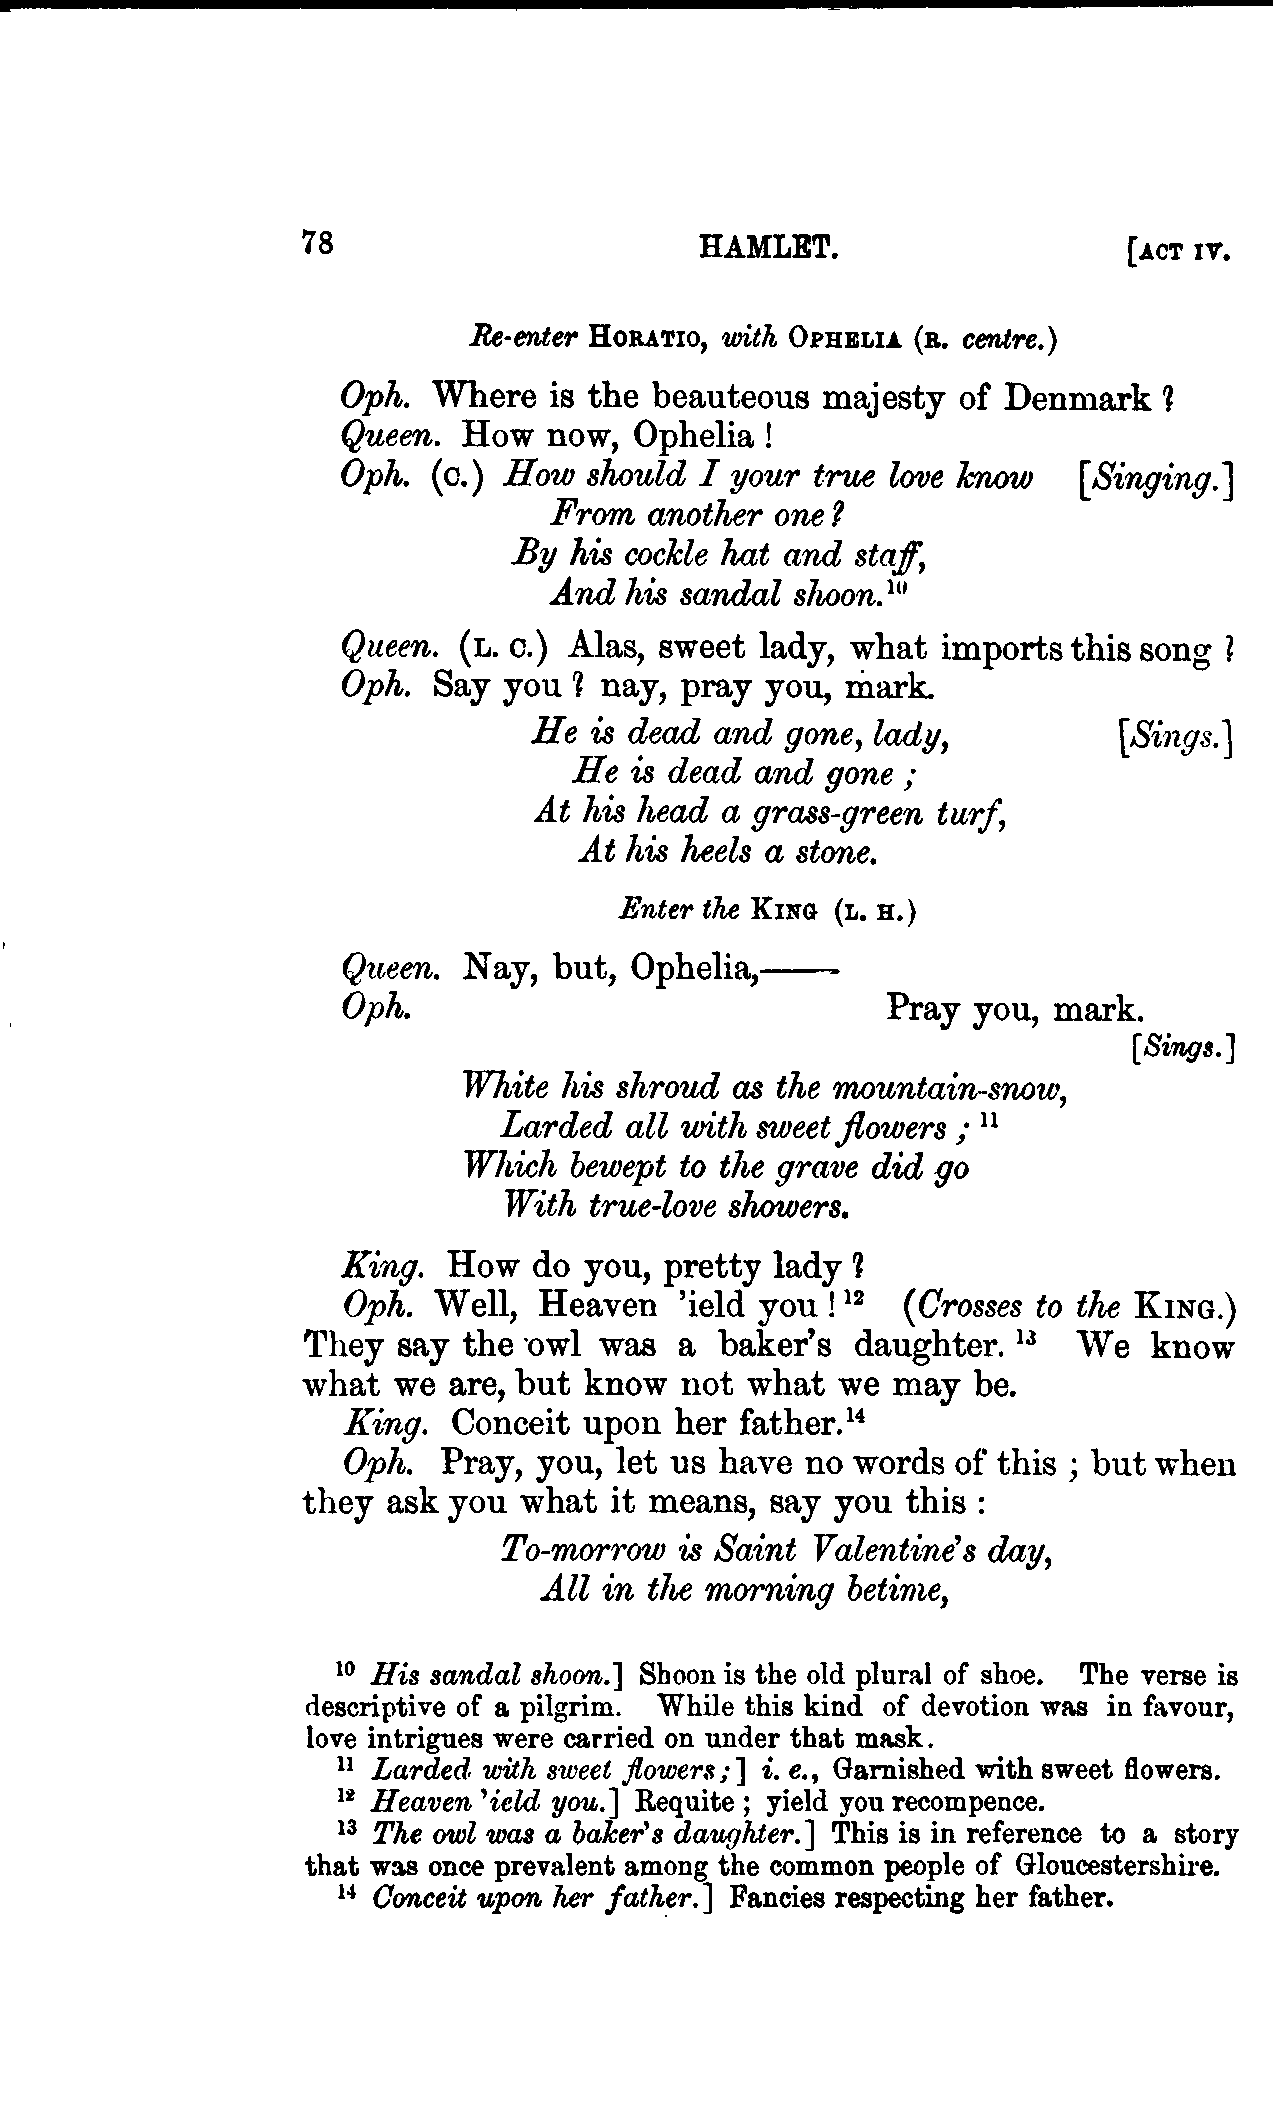 78 HAMLET. [ACT IV.
Re-enter HORATIO, with OPHELIA (R. centre.)
Oph. Where is the beauteous majesty of Denmark?
Queen. How now, Ophelia!
Oph. (C.) How should I your true love know [Singing.]
From another one?
By his cockle hat and staff,
And his sandal shoon.¹⁰
Queen. (L. C.) Alas, sweet lady, what imports this song?
Oph. Say you? nay, pray you, mark.
He is dead and gone, lady, [Sings.]
He is dead and gone;
At his head a grass-green turf,
At his heels a stone.
Enter the KING (L. H.)
Queen. Nay, but, Ophelia,——
Oph. Pray you, mark.
[Sings.]
White his shroud as the mountain-snow,
Larded all with sweet flowers;¹¹
Which bewept to the grave did go
With true-love showers.
King. How do you, pretty lady?
Oph. Well, Heaven 'ield you!¹² (Crosses to the KING.)
They say the owl was a baker's daughter.¹³ We know
what we are, but know not what we may be.
King. Conceit upon her father.¹⁴
Oph. Pray, you, let us have no words of this; but when
they ask you what it means, say you this:
To-morrow is Saint Valentine's day,
All in the morning betime,
¹⁰ His sandal shoon.] Shoon is the old plural of shoe. The verse is
descriptive of a pilgrim. While this kind of devotion was in favour,
love intrigues were carried on under that mask.
¹¹ Larded with sweet flowers;] i. e., Garnished with sweet flowers.
¹² Heaven 'ield you.] Requite; yield you recompence.
¹³ The owl was a baker's daughter.] This is in reference to a story
that was once prevalent among the common people of Gloucestershire.
¹⁴ Conceit upon her father.] Fancies respecting her father.